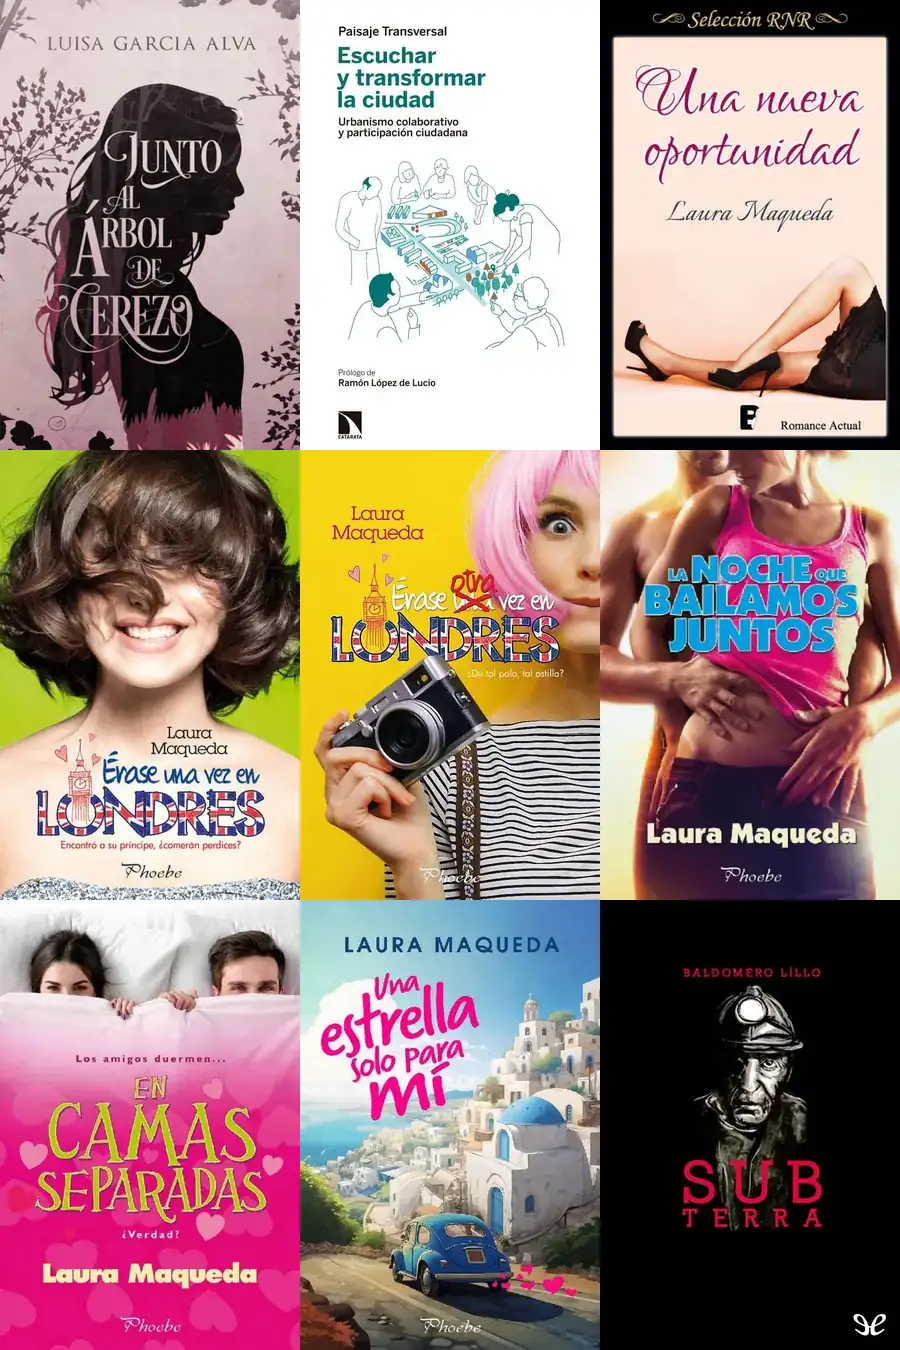 LUISA GARCIA ALVA
JUNTO
AL
ÁRBOL
DE
CEREZO
Paisaje Transversal
Escuchar
y transformar
la ciudad
Urbanismo colaborativo
y participación ciudadana
Prólogo de
Ramón López de Lucio
CATARATA
Selección RNR
Una nueva
oportunidad
Laura Maqueda
B
Romance Actual
Laura
Maqueda
Érase una vez en
LONDRES
Encontró a su príncipe, ¿comerán perdices?
Phoebe
Laura
Maqueda
otra
Érase una vez en
LONDRES
¿De tal palo, tal astilla?
Phoebe
LA NOCHE QUE
BAILAMOS
JUNTOS
Laura Maqueda
Phoebe
Los amigos duermen...
EN
CAMAS
SEPARADAS
¿Verdad?
Laura Maqueda
Phoebe
LAURA MAQUEDA
Una
estrella
solo para
mí
Phoebe
BALDOMERO LILLO
SUB
TERRA